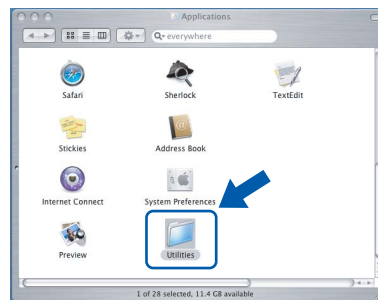 Applications
everywhere
Safari Sherlock TextEdit
Stickies Address Book
Internet Connect System Preferences
Preview Utilities
1 of 28 selected, 11.4 GB available